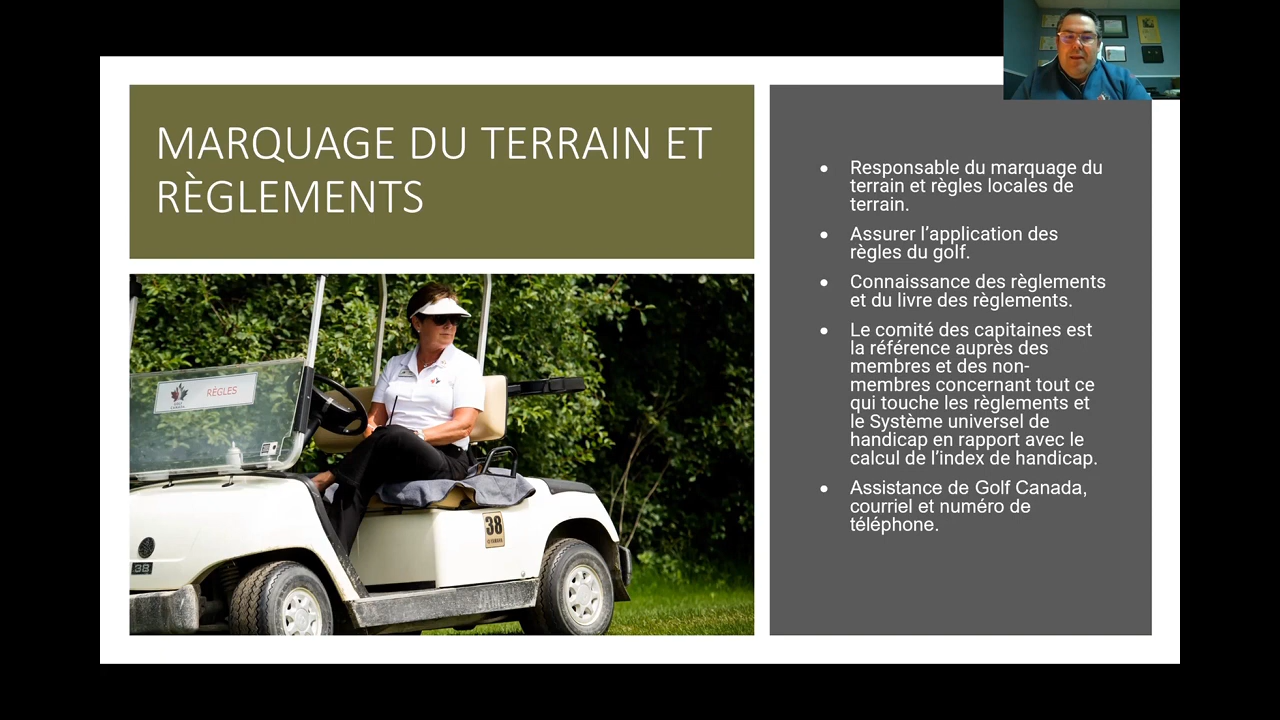 MARQUAGE DU TERRAIN ET
RÈGLEMENTS
• Responsable du marquage du
terrain et règles locales de
terrain.
• Assurer l’application des
règles du golf.
• Connaissance des règlements
et du livre des règlements.
• Le comité des capitaines est
la référence auprès des
membres et des non-
membres concernant tout ce
qui touche les règlements et
le Système universel de
handicap en rapport avec le
calcul de l’index de handicap.
• Assistance de Golf Canada,
courriel et numéro de
téléphone.
RÈGLES
38
38